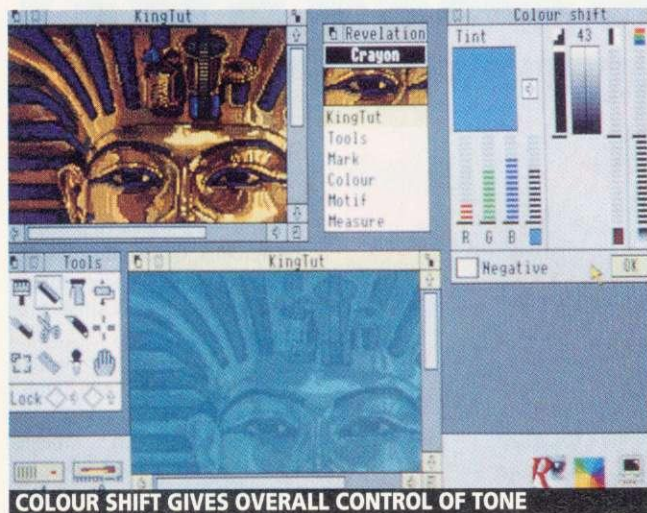 KingTut
Revelation
Crayon
KingTut
Tools
Mark
Colour
Motif
Measure
Colour shift
Tint
43
R G B
Negative
OK
Tools
Lock
KingTut
COLOUR SHIFT GIVES OVERALL CONTROL OF TONE